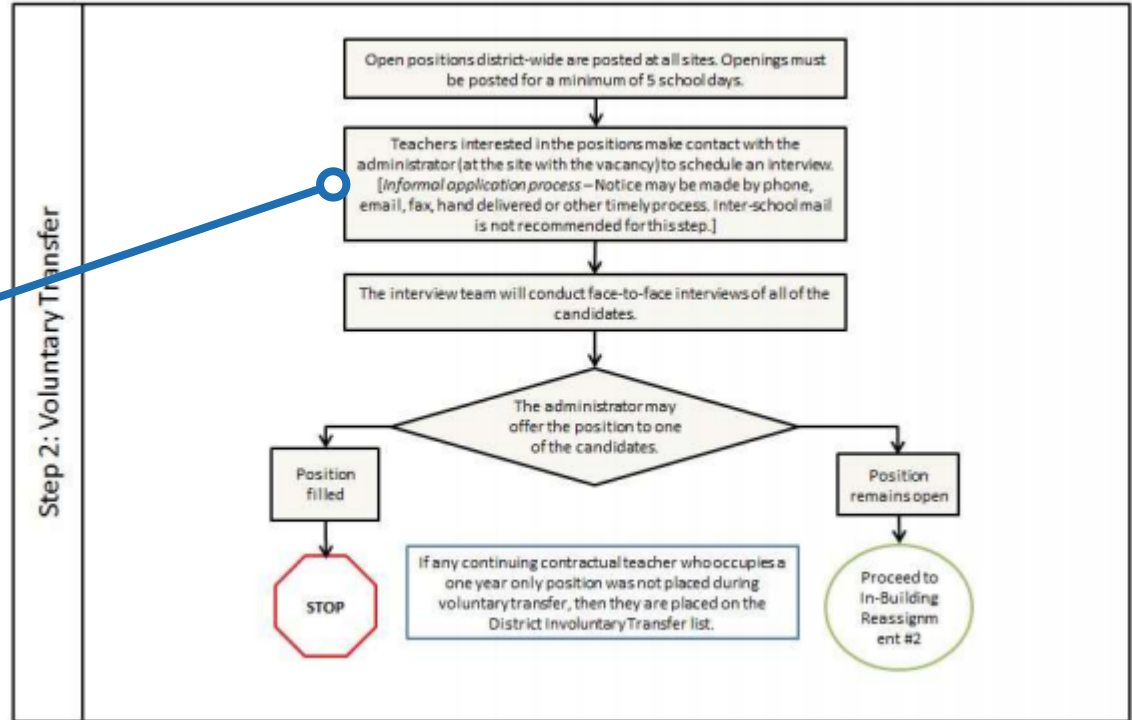 Step 2: Voluntary Transfer
Open positions district-wide are posted at all sites. Openings must
be posted for a minimum of 5 school days.
Teachers interested in the positions make contact with the
administrator (at the site with the vacancy) to schedule an interview.
[Informal application process – Notice may be made by phone,
email, fax, hand delivered or other timely process. Inter-school mail
is not recommended for this step.]
The interview team will conduct face-to-face interviews of all of the
candidates.
The administrator may
offer the position to one
of the candidates.
Position
filled
Position
remains open
STOP
If any continuing contractual teacher who occupies a
one year only position was not placed during
voluntary transfer, then they are placed on the
District Involuntary Transfer list.
Proceed to
In-Building
Reassignm
ent #2